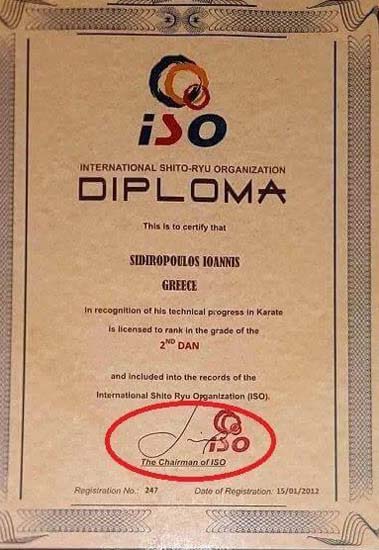 iSO
INTERNATIONAL SHITO-RYU ORGANIZATION
DIPLOMA
This is to certify that
SIDIROPOULOS IOANNIS
GREECE
In recognition of his technical progress in Karate
is licensed to rank in the grade of the
2ND DAN
and included into the records of the
International Shito Ryu Organization (ISO).
iSO
The Chairman of ISO
Registration No.: 247 Date of Registration: 15/01/2012